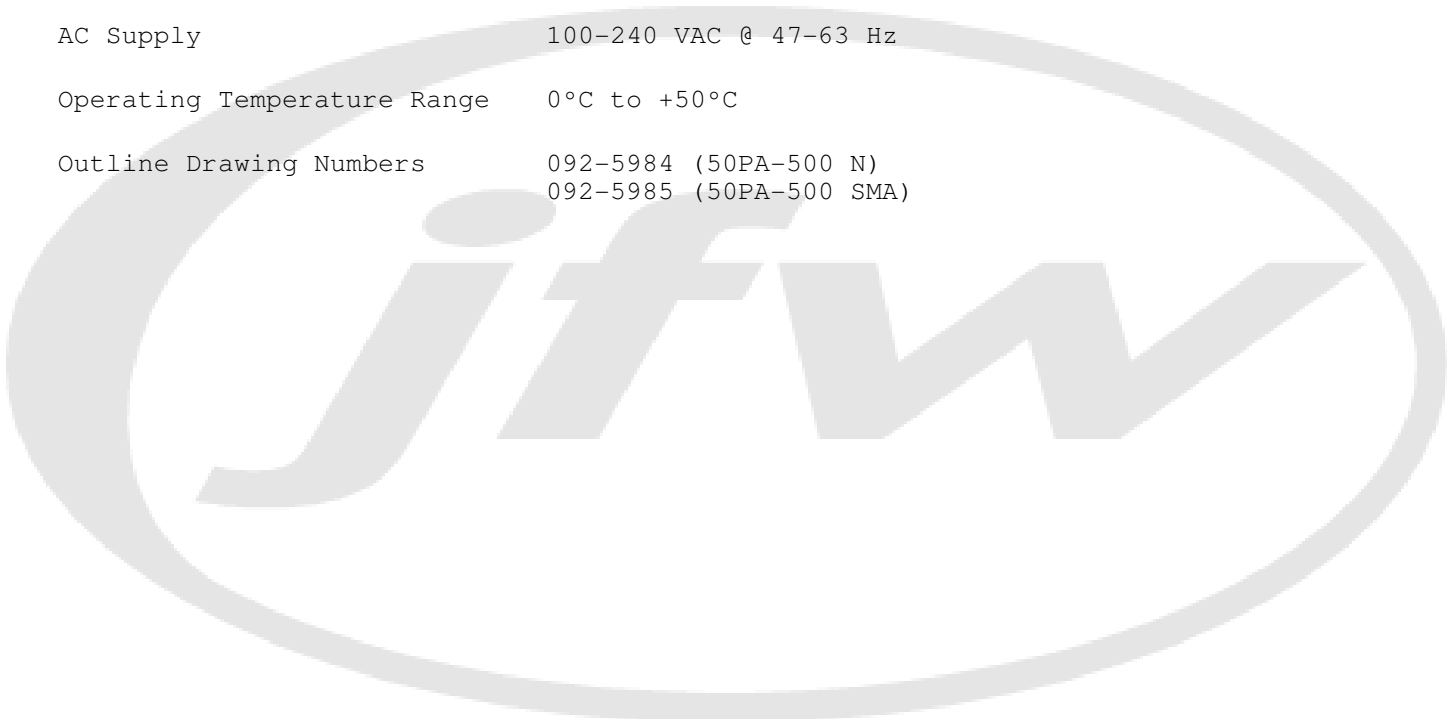 AC Supply 100-240 VAC @ 47-63 Hz
Operating Temperature Range 0°C to +50°C
Outline Drawing Numbers 092-5984 (50PA-500 N)
092-5985 (50PA-500 SMA)
jfw